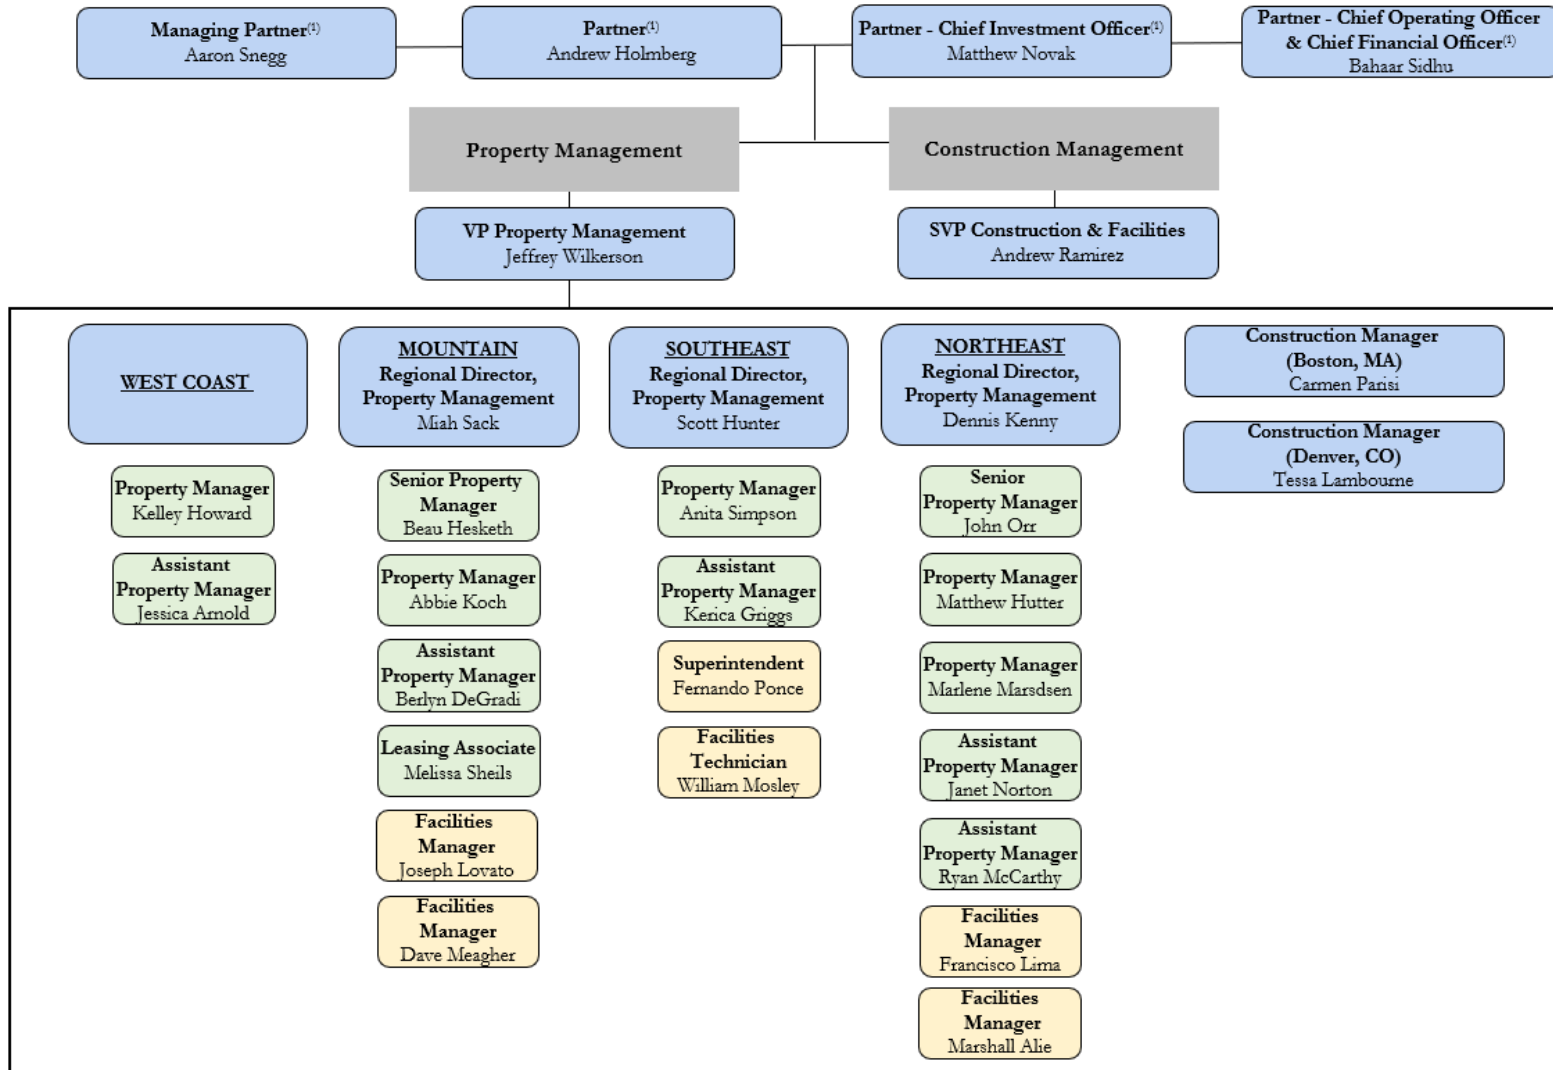 Managing Partner(1)
Aaron Snegg
Partner(1)
Andrew Holmberg
Partner - Chief Investment Officer(1)
Matthew Novak
Partner - Chief Operating Officer
& Chief Financial Officer(1)
Bahaar Sidhu
Property Management
Construction Management
VP Property Management
Jeffrey Wilkerson
SVP Construction & Facilities
Andrew Ramirez
WEST COAST
Property Manager
Kelley Howard
Assistant
Property Manager
Jessica Arnold
MOUNTAIN
Regional Director,
Property Management
Miah Sack
Senior Property
Manager
Beau Hesketh
Property Manager
Abbie Koch
Assistant
Property Manager
Berlyn DeGradi
Leasing Associate
Melissa Sheils
Facilities
Manager
Joseph Lovato
Facilities
Manager
Dave Meagher
SOUTHEAST
Regional Director,
Property Management
Scott Hunter
Property Manager
Anita Simpson
Assistant
Property Manager
Kerica Griggs
Superintendent
Fernando Ponce
Facilities
Technician
William Mosley
NORTHEAST
Regional Director,
Property Management
Dennis Kenny
Senior
Property Manager
John Orr
Property Manager
Matthew Hutter
Property Manager
Marlene Marsdsen
Assistant
Property Manager
Janet Norton
Assistant
Property Manager
Ryan McCarthy
Facilities
Manager
Francisco Lima
Facilities
Manager
Marshall Alie
Construction Manager
(Boston, MA)
Carmen Parisi
Construction Manager
(Denver, CO)
Tessa Lambourne